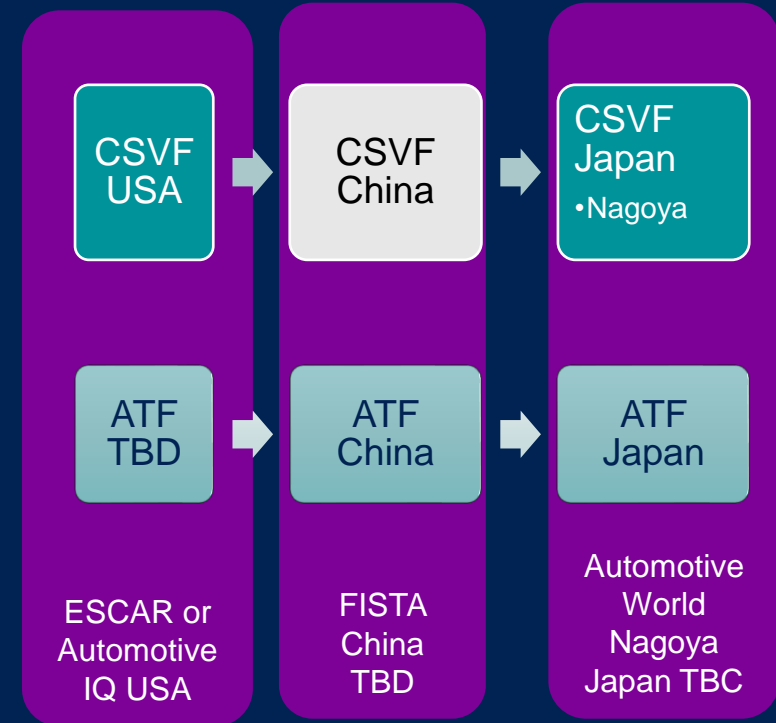 CSVF
USA
CSVF
China
CSVF
Japan
•Nagoya
ATF
TBD
ATF
China
ATF
Japan
ESCAR or
Automotive
IQ USA
FISTA
China
TBD
Automotive
World
Nagoya
Japan TBC